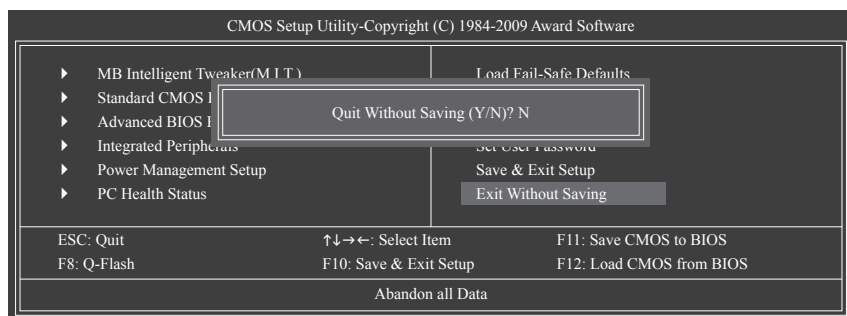 CMOS Setup Utility-Copyright (C) 1984-2009 Award Software
MB Intelligent Tweaker(M.I.T.)
Standard CMOS
Advanced BIOS
Integrated Peripherals
Power Management Setup
PC Health Status
Load Fail-Safe Defaults
Set User Password
Save & Exit Setup
Exit Without Saving
Quit Without Saving (Y/N)? N
ESC: Quit ↑↓→←: Select Item F11: Save CMOS to BIOS
F8: Q-Flash F10: Save & Exit Setup F12: Load CMOS from BIOS
Abandon all Data